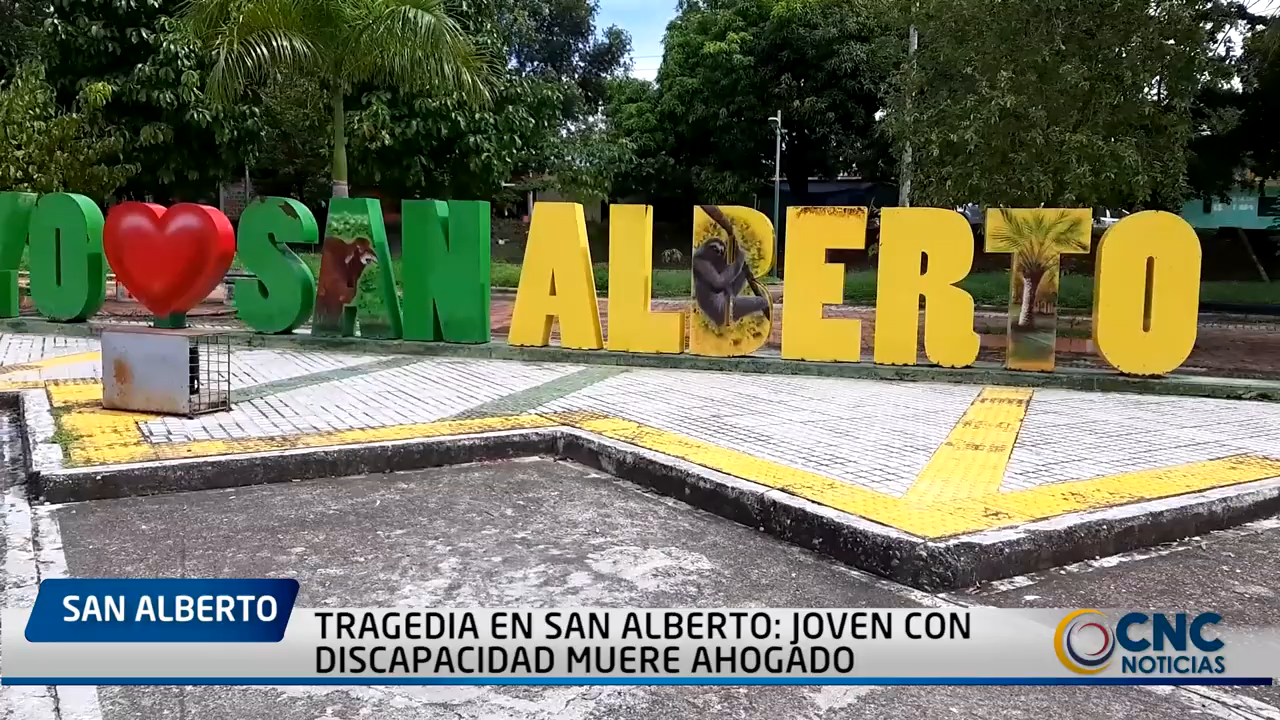 YO SAN ALBERTO
SAN ALBERTO
TRAGEDIA EN SAN ALBERTO: JOVEN CON
DISCAPACIDAD MUERE AHOGADO
CNC
NOTICIAS